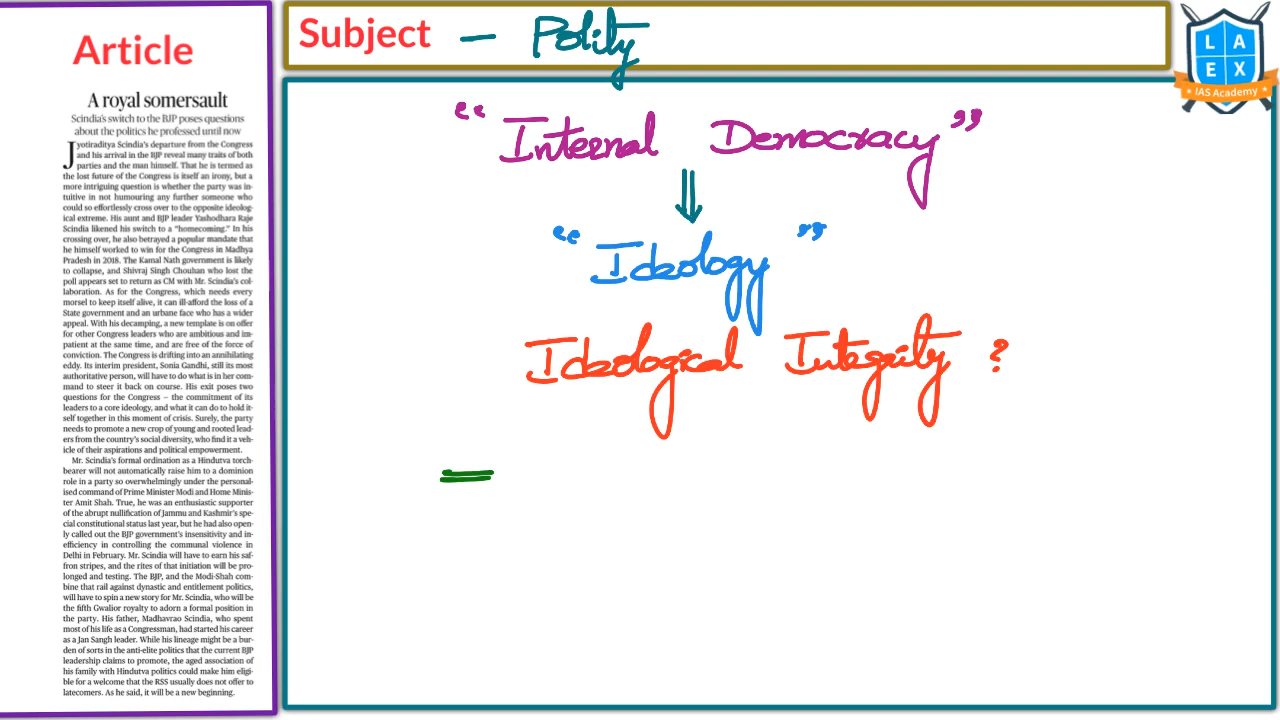 Article
A royal somersault
Scindia's switch to the BJP poses questions
about the politics he professed until now
Jyotiraditya Scindia's departure from the Congress
and his arrival in the BJP reveal many traits of both
parties and the man himself. That he is termed as
the lost future of the Congress is itself an irony, but a
more intriguing question is whether the party was in-
tuitive in not humouring any further someone who
could so effortlessly cross over to the opposite ideolog-
ical extreme. His aunt and BJP leader Yashodhara Raje
Scindia likened his switch to a "homecoming." In his
crossing over, he also betrayed a popular mandate that
he himself worked to win for the Congress in Madhya
Pradesh in 2018. The Kamal Nath government is likely
to collapse, and Shivraj Singh Chouhan who lost the
poll appears set to return as CM with Mr. Scindia's col-
laboration. As for the Congress, which needs every
morsel to keep itself alive, it can ill-afford the loss of a
State government and an urbane face who has a wider
appeal. With his decamping, a new template is on offer
for other Congress leaders who are ambitious and im-
patient at the same time, and are free of the force of
conviction. The Congress is drifting into an annihilating
eddy. Its interim president, Sonia Gandhi, still its most
authoritative person, will have to do what is in her com-
mand to steer it back on course. His exit poses two
questions for the Congress – the commitment of its
leaders to a core ideology, and what it can do to hold it-
self together in this moment of crisis. Surely, the party
needs to promote a new crop of young and rooted lead-
ers from the country's social diversity, who find it a veh-
icle of their aspirations and political empowerment.
Mr. Scindia's formal ordination as a Hindutva torch-
bearer will not automatically raise him to a dominion
role in a party so overwhelmingly under the personal-
ised command of Prime Minister Modi and Home Minis-
ter Amit Shah. True, he was an enthusiastic supporter
of the abrupt nullification of Jammu and Kashmir's spe-
cial constitutional status last year, but he had also open-
ly called out the BJP government's insensitivity and in-
efficiency in controlling the communal violence in
Delhi in February. Mr. Scindia will have to earn his saf-
fron stripes, and the rites of that initiation will be pro-
longed and testing. The BJP, and the Modi-Shah com-
bine that rail against dynastic and entitlement politics,
will have to spin a new story for Mr. Scindia, who will be
the fifth Gwalior royalty to adorn a formal position in
the party. His father, Madhavrao Scindia, who spent
most of his life as a Congressman, had started his career
as a Jan Sangh leader. While his lineage might be a bur-
den of sorts in the anti-elite politics that the current BJP
leadership claims to promote, the aged association of
his family with Hindutva politics could make him eligi-
ble for a welcome that the RSS usually does not offer to
latecomers. As he said, it will be a new beginning.
Subject - Polity
"Internal Democracy"
"Ideology"
Ideological Integrity ?
L A
E X
IAS Academy